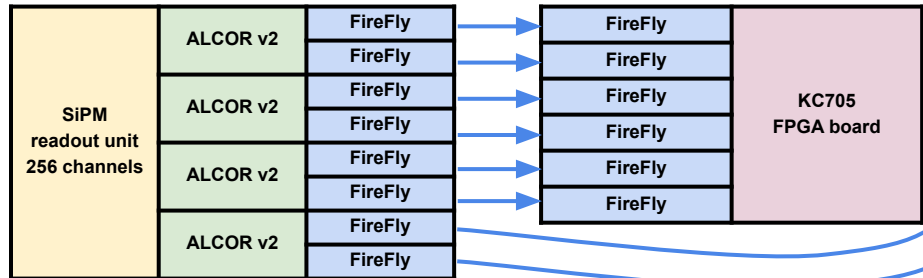 SiPM
readout unit
256 channels
ALCOR v2
ALCOR v2
ALCOR v2
ALCOR v2
FireFly
FireFly
FireFly
FireFly
FireFly
FireFly
FireFly
FireFly
FireFly
FireFly
FireFly
FireFly
FireFly
FireFly
KC705
FPGA board